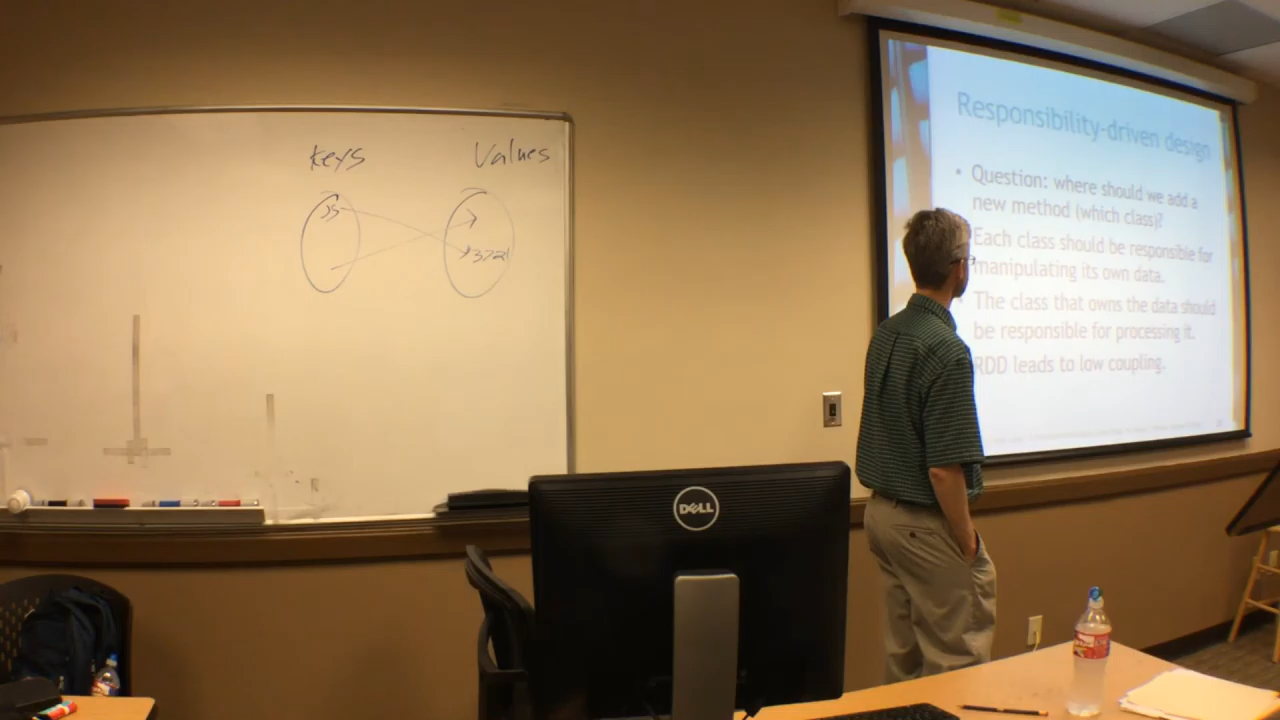 Keys
Values
35
3721
DELL
Responsibility-driven design
• Question: where should we add a
new method (which class)?
Each class should be responsible for
manipulating its own data.
• The class that owns the data should
be responsible for processing it.
RDD leads to low coupling.